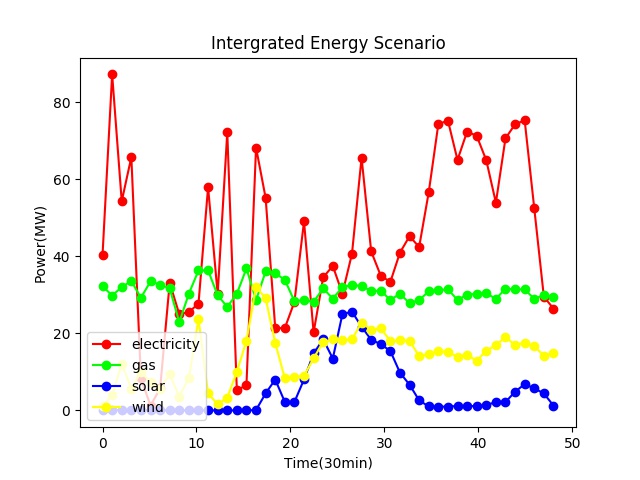 Intergrated Energy Scenario
Power(MW)
80
60
40
20
0
electricity
gas
solar
wind
0 10 20 30 40 50
Time(30min)